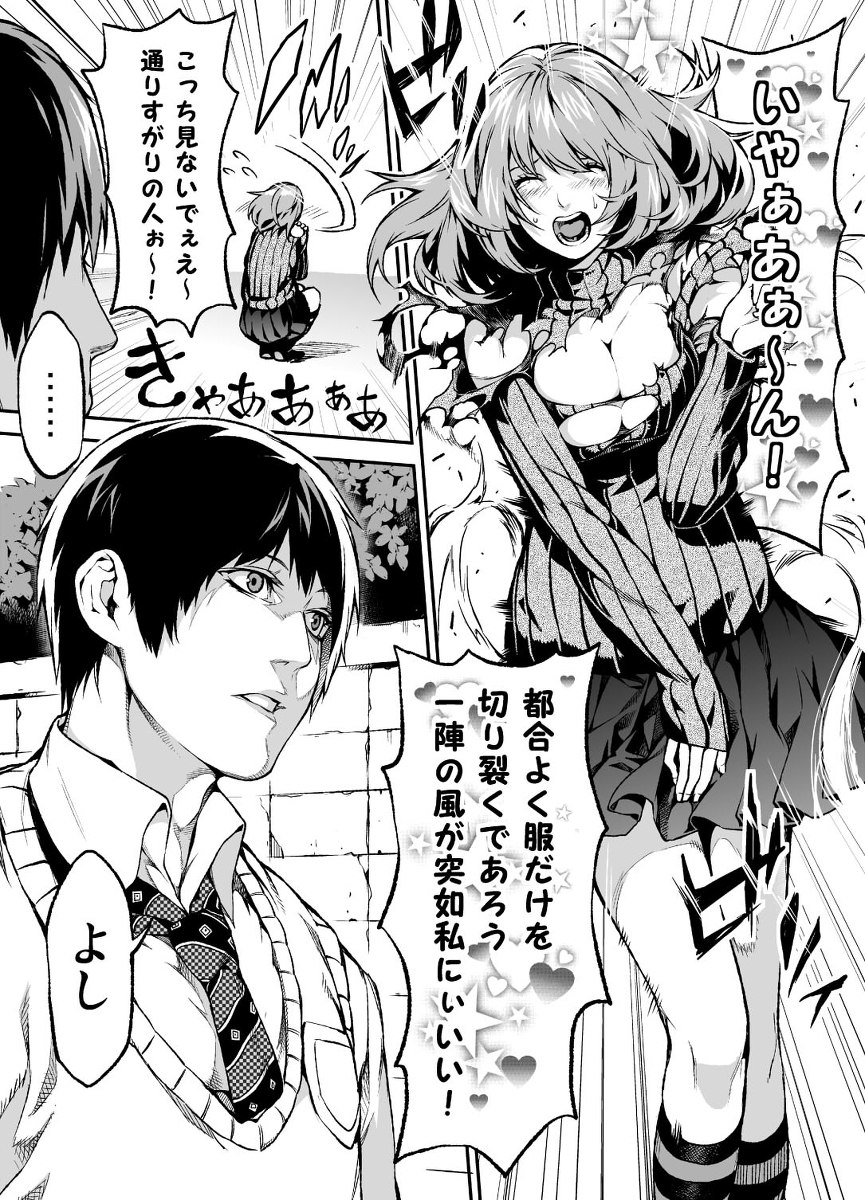 いやぁあぁ～ん！
都合よく服だけを
切り裂くであろう
一陣の風が突如私にぃいい！
こっち見ないでぇえ～
通りすがりの人ぉ～！
きゃあああぁあ
……
よし